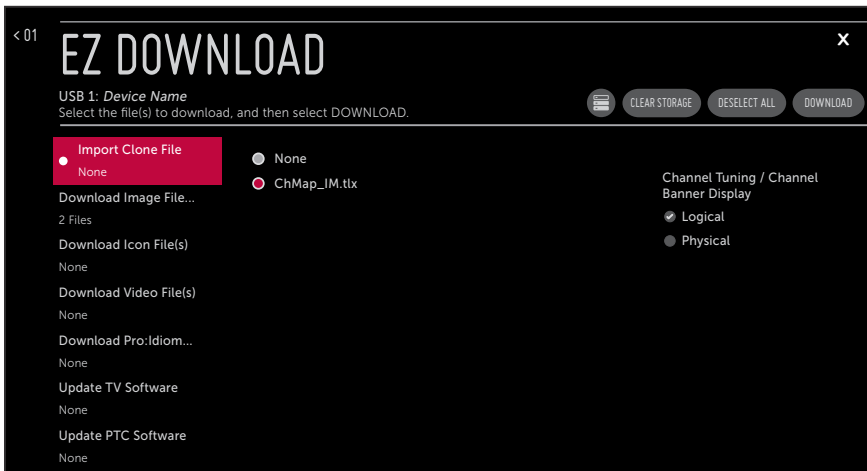 < 01
EZ DOWNLOAD
X
USB 1: Device Name
Select the file(s) to download, and then select DOWNLOAD.
CLEAR STORAGE
DESELECT ALL
DOWNLOAD
Import Clone File
None
Download Image File...
2 Files
Download Icon File(s)
None
Download Video File(s)
None
Download Pro:Idiom...
None
Update TV Software
None
Update PTC Software
None
None
ChMap_IM.tlx
Channel Tuning / Channel
Banner Display
Logical
Physical